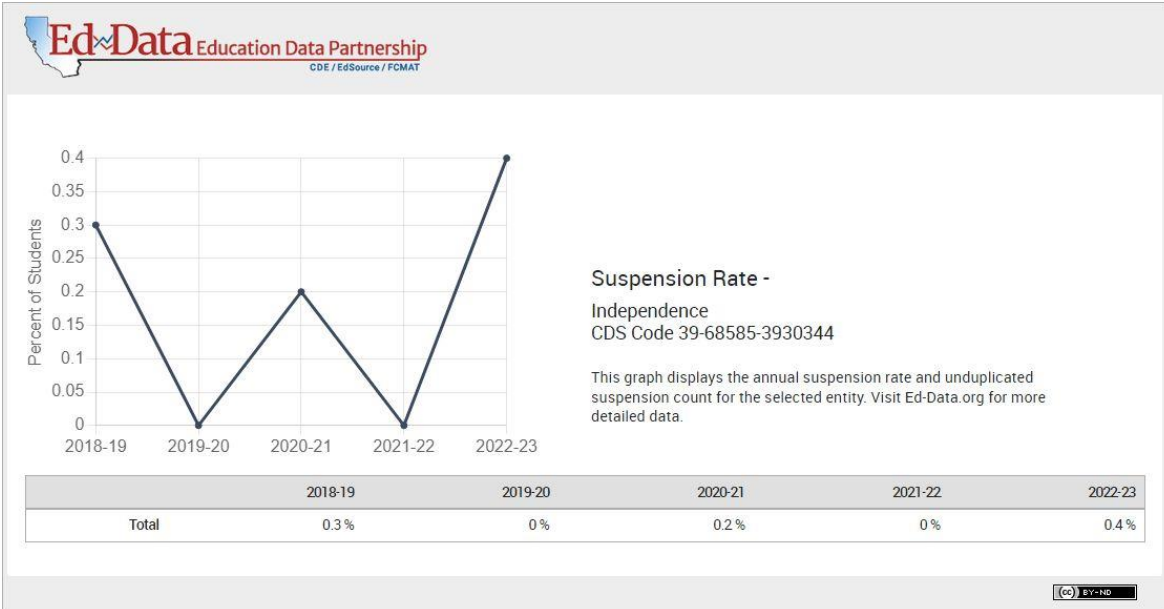 Ed Data Education Data Partnership
CDE / EdSource / FCMAT
0.4
0.35
0.3
0.25
0.2
0.15
0.1
0.05
0
Percent of Students
2018-19 2019-20 2020-21 2021-22 2022-23
Suspension Rate -
Independence
CDS Code 39-68585-3930344
This graph displays the annual suspension rate and unduplicated
suspension count for the selected entity. Visit Ed-Data.org for more
detailed data.
2018-19 2019-20 2020-21 2021-22 2022-23
Total 0.3 % 0 % 0.2 % 0 % 0.4 %
(cc) BY-ND